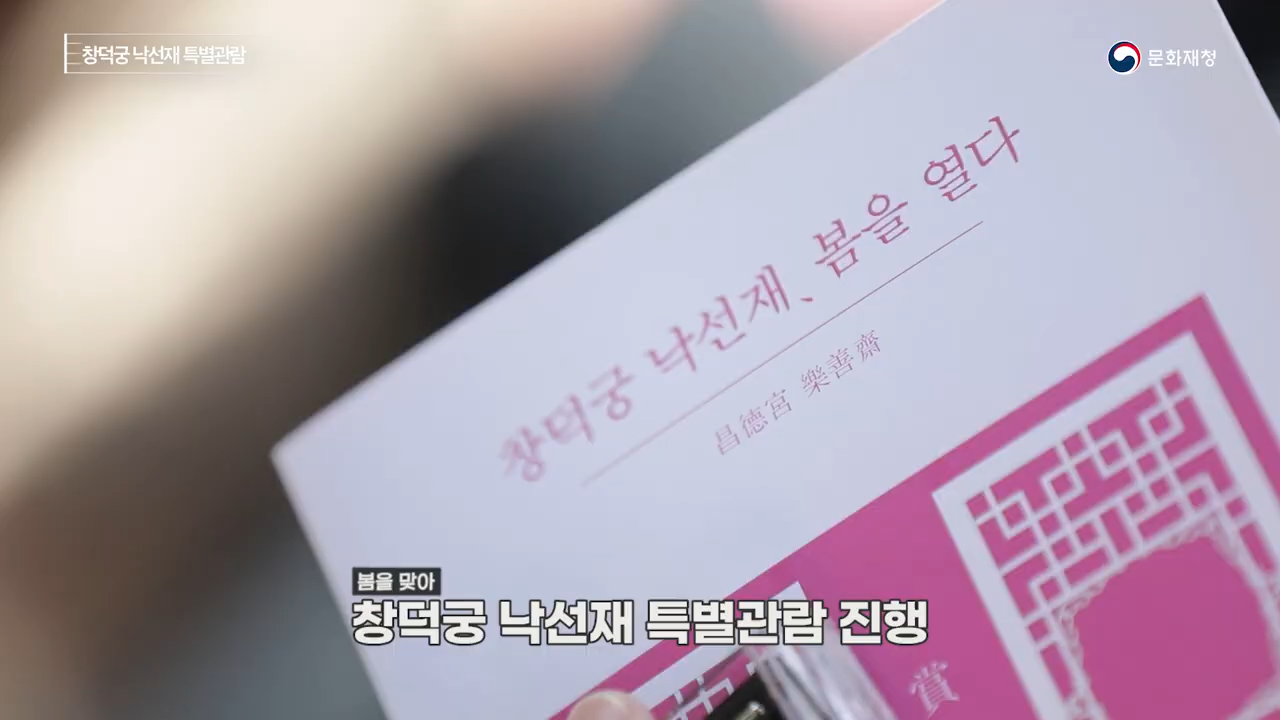 창덕궁 낙선재 특별관람
문화재청
창덕궁 낙선재、봄을 열다
昌德宮 樂善齋
賞
봄을 맞아
창덕궁 낙선재 특별관람 진행